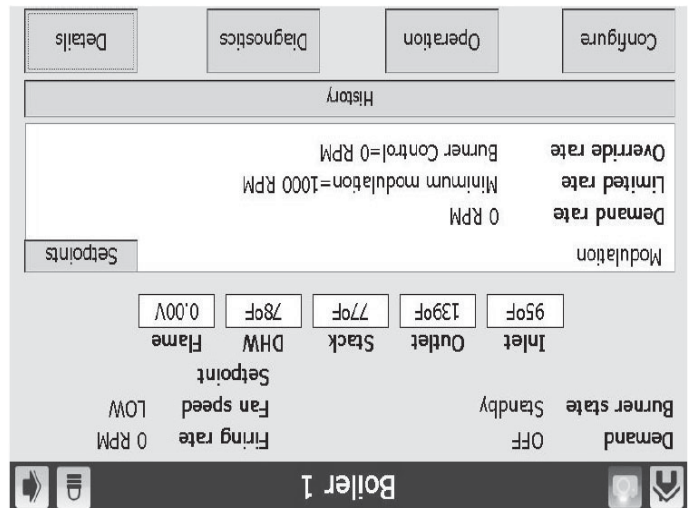 Boiler 1
Demand OFF Firing rate 0 RPM
Burner state Standby Fan speed LOW
Setpoint
Inlet Outlet Stack DHW Flame
95ºF 139ºF 77ºF 78ºF 0.00V
Modulation Setpoints
Demand rate 0 RPM
Limited rate Minimum modulation=1000 RPM
Override rate Burner Control=0 RPM
History
Configure Operation Diagnostics Details